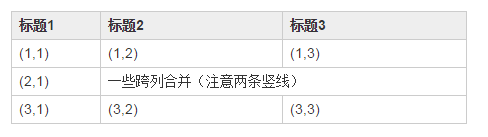 标题1 标题2 标题3
(1,1) (1,2) (1,3)
(2,1) 一些跨列合并（注意两条竖线）
(3,1) (3,2) (3,3)